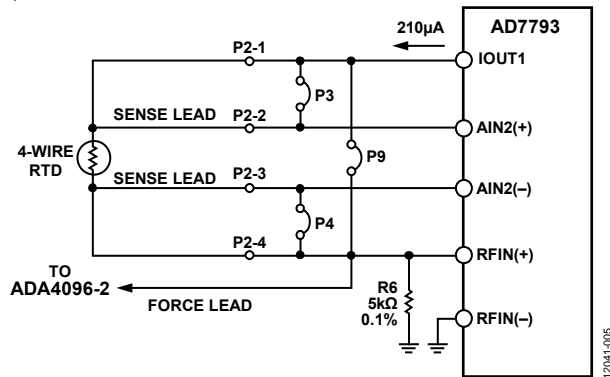 210µA
AD7793
P2-1
IOUT1
P3
SENSE LEAD
P2-2
AIN2(+)
4-WIRE
RTD
P9
SENSE LEAD
P2-3
AIN2(–)
P4
P2-4
RFIN(+)
TO
ADA4096-2
FORCE LEAD
R6
5kΩ
0.1%
RFIN(–)
12041-005